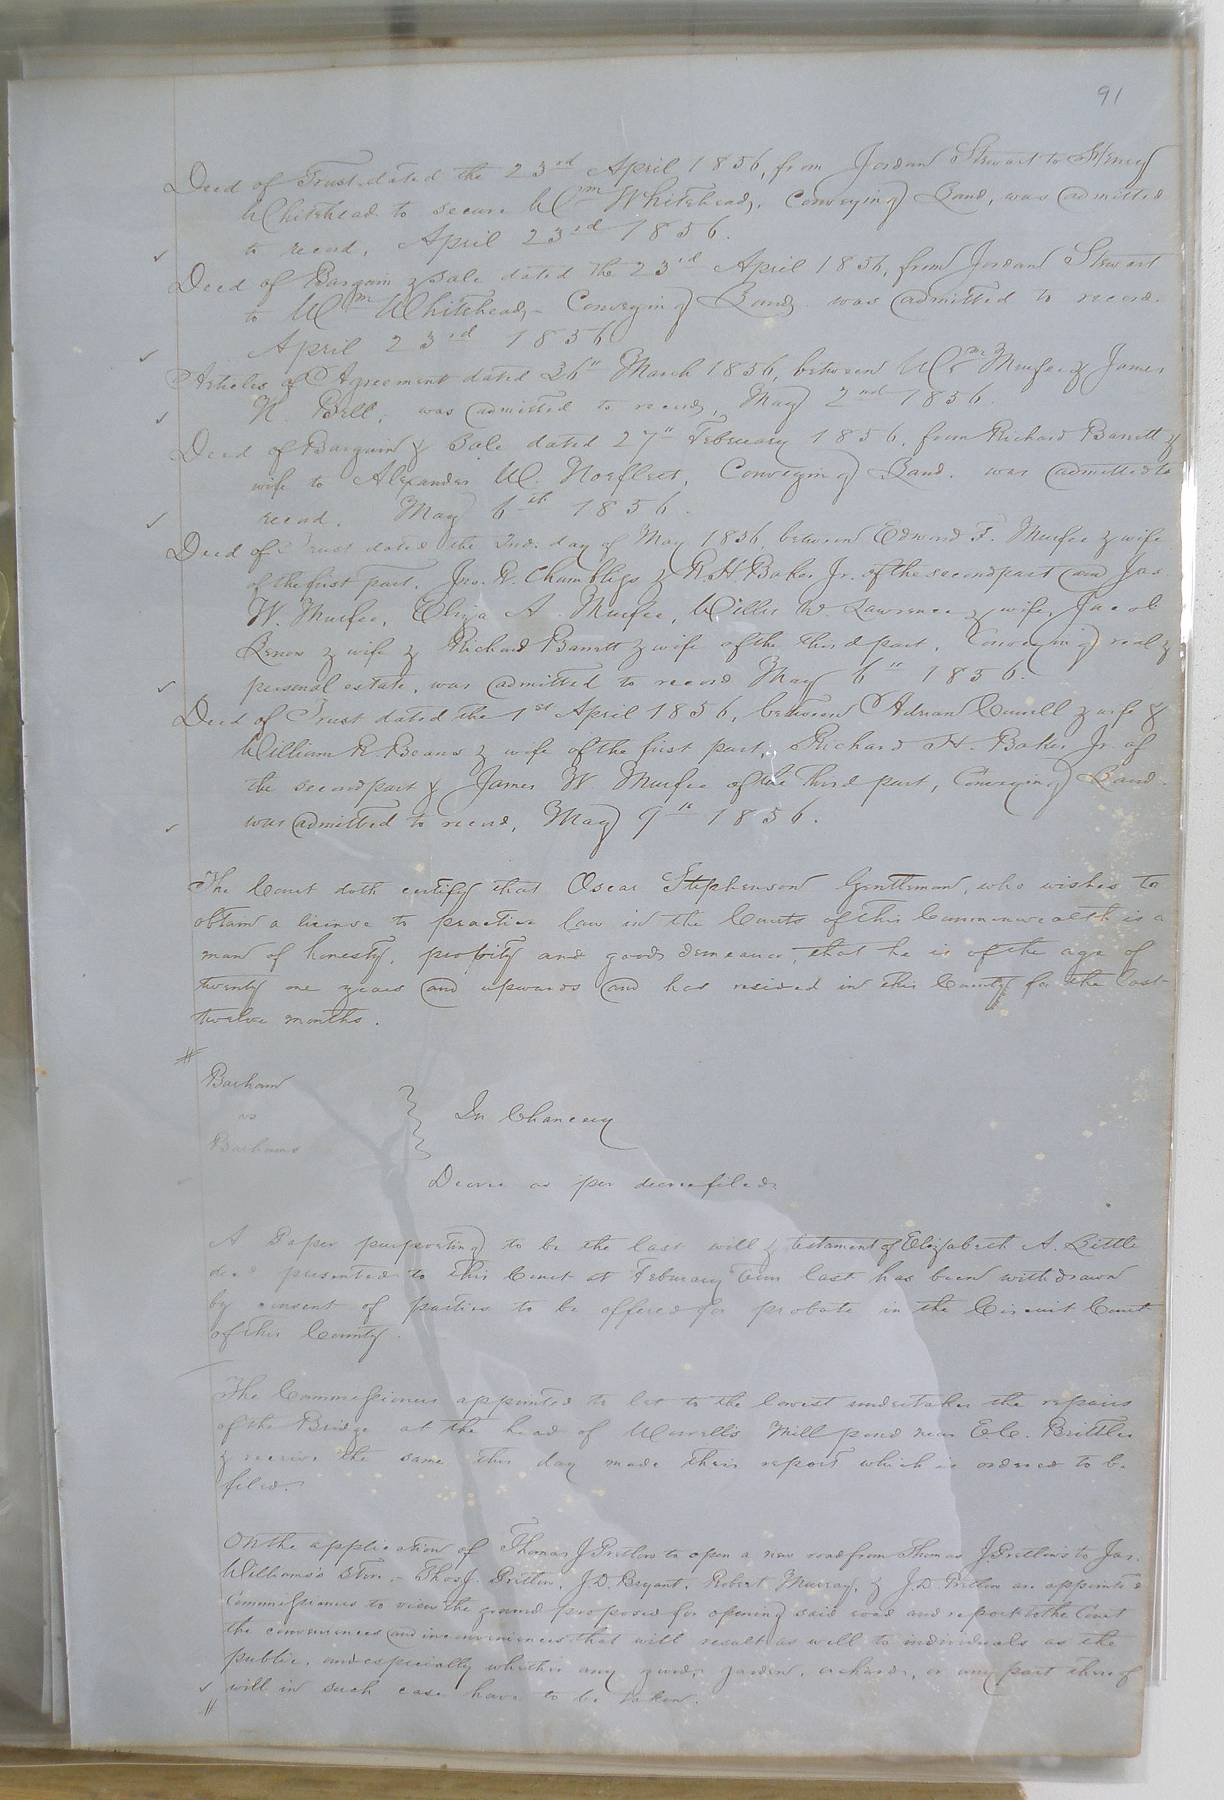 91
Deed of Trust dated the 23rd April 1856, from Jordan Stewart to Henry
Whitehead to secure Wm Whitehead, Conveying Land, was admitted
to record, April 23rd 1856.
Deed of Bargain & Sale dated the 23rd April 1856, from Jordan Stewart
to Wm Whitehead, Conveying Land, was admitted to record
April 23rd 1856
Articles of Agreement dated 26th March 1856, between Murfee & James
N. Bell, was admitted to record, May 2nd 1856
Deed of Bargain & Sale dated 27th February 1856, from Richard Barrett &
wife to Alexander W. Norfleet, Conveying Land, was admitted to
record, May 6th 1856.
Deed of Trust dated the 2nd. day of May 1856, between Edward F. Murfee & wife
of the first part, Jno. R. Chambliss & R. H. Baker Jr. of the second part and Jas.
W. Murfee, Eliza A. Murfee, Willis W. Lawrence & wife, Jacob
& wife & Richard Barrett & wife of the third part, Conveying real &
personal estate, was admitted to record May 6th 1856.
Deed of Trust dated the 1st April 1856, between Adrian & wife &
William R Beans & wife of the first part, Richard H. Baker Jr. of
the second part & James W Murfee of the third part, Conveying Land
was admitted to record, May 9th 1856.
The Court doth certify that Oscar Stephenson Gentleman, who wishes to
obtain a license to practice law in the Courts of this Commonwealth is a
man of honesty, probity and good demeanor, that he is of the age of
twenty one years and upwards and has resided in this County for the last
twelve months.
Barham
vs
Barhams
In Chancery
Decree as per decree filed.
A Paper purporting to be the last will & testament of Elizabeth A. Little
decd presented to this Court at February Term last has been withdrawn
by consent of parties to be offered for probate in the Circuit Court
of this County.
The Commissioners appointed to let to the lowest undertaker the repairs
of the Bridge at the head of Mill pond near E. C. Brittle
& receive the same this day made their report which is ordered to be
filed.
On the application of Thomas J Pretlow to open a new road from Thomas J Pretlow's to Jas.
Williams's Store, Thos J. Pretlow, J. D. Bryant, Robert Murray, & J. D. Pretlow are appointed
Commissioners to view the ground proposed for opening said road and report to the Court
the conveniences and inconveniences that will result as well to individuals as the
public, and especially whether any yard, garden, orchard, or any part thereof
will in such case have to be taken.